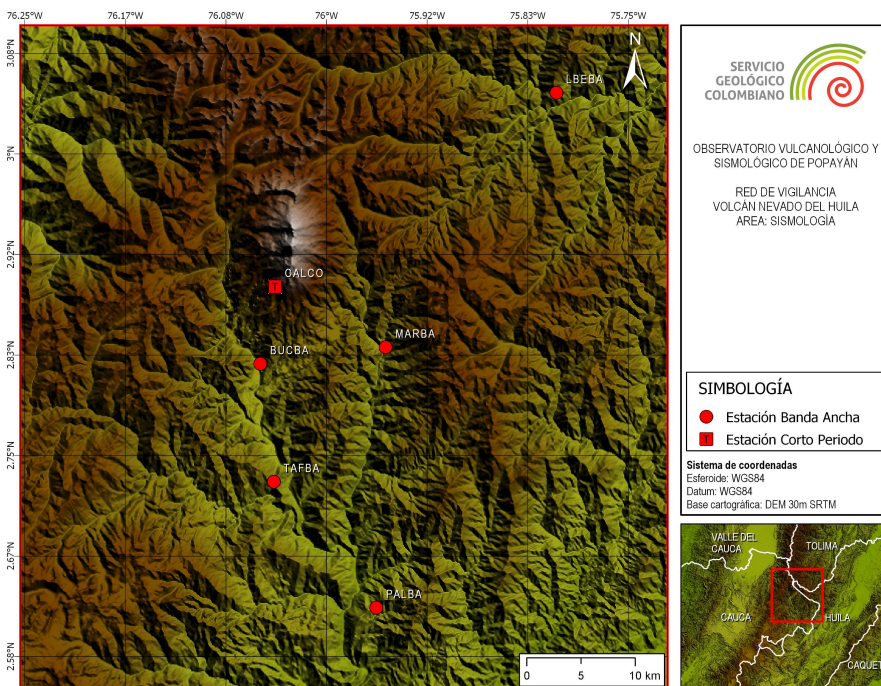 76.25°W 76.17°W 76.08°W 76°W 75.92°W 75.83°W 75.75°W
3.08°N
3°N
2.92°N
2.83°N
2.75°N
2.67°N
2.58°N
N
LBEBA
CALCO
T
MARBA
BUCBA
TAFBA
PALBA
0 5 10 km
SERVICIO
GEOLÓGICO
COLOMBIANO
OBSERVATORIO VULCANOLÓGICO Y
SISMOLÓGICO DE POPAYÁN
RED DE VIGILANCIA
VOLCÁN NEVADO DEL HUILA
AREA: SISMOLOGÍA
SIMBOLOGÍA
Estación Banda Ancha
T Estación Corto Periodo
Sistema de coordenadas
Esferoide: WGS84
Datum: WGS84
Base cartográfica: DEM 30m SRTM
VALLE DEL
CAUCA
TOLIMA
CAUCA
HUILA
CAQUET